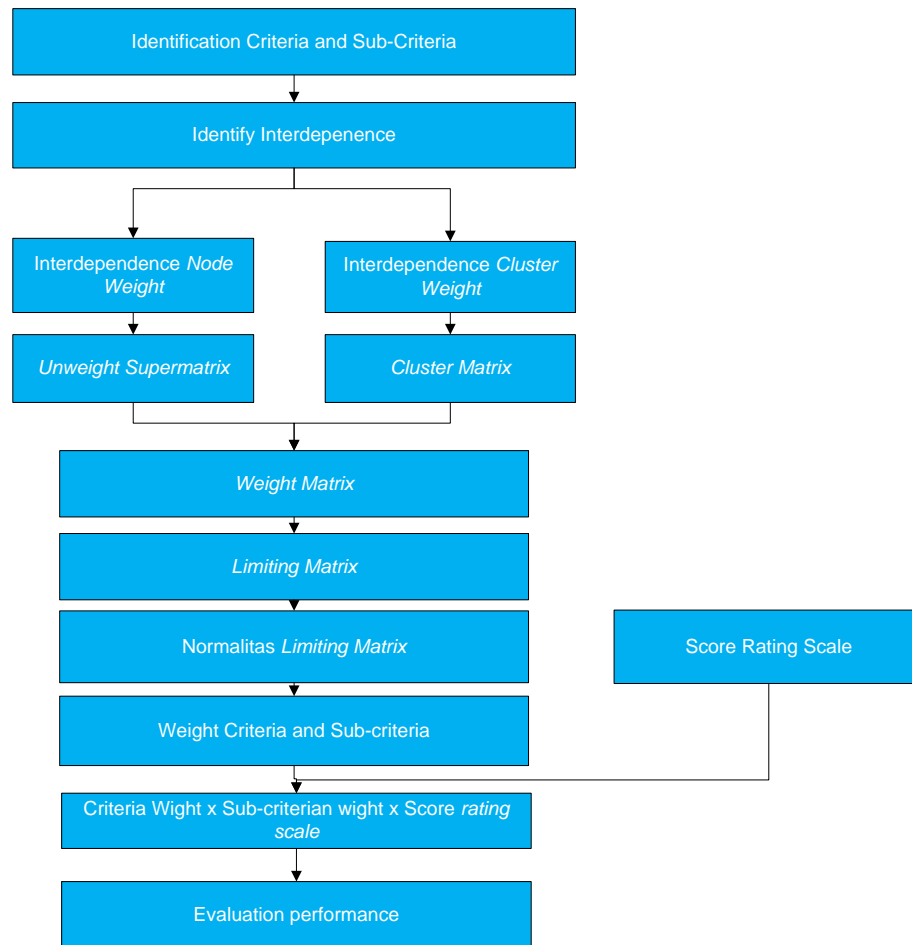 Identification Criteria and Sub-Criteria
Identify Interdepenence
Interdependence Node
Weight
Interdependence Cluster
Weight
Unweight Supermatrix
Cluster Matrix
Weight Matrix
Limiting Matrix
Normalitas Limiting Matrix
Score Rating Scale
Weight Criteria and Sub-criteria
Criteria Wight x Sub-criterian wight x Score rating
scale
Evaluation performance